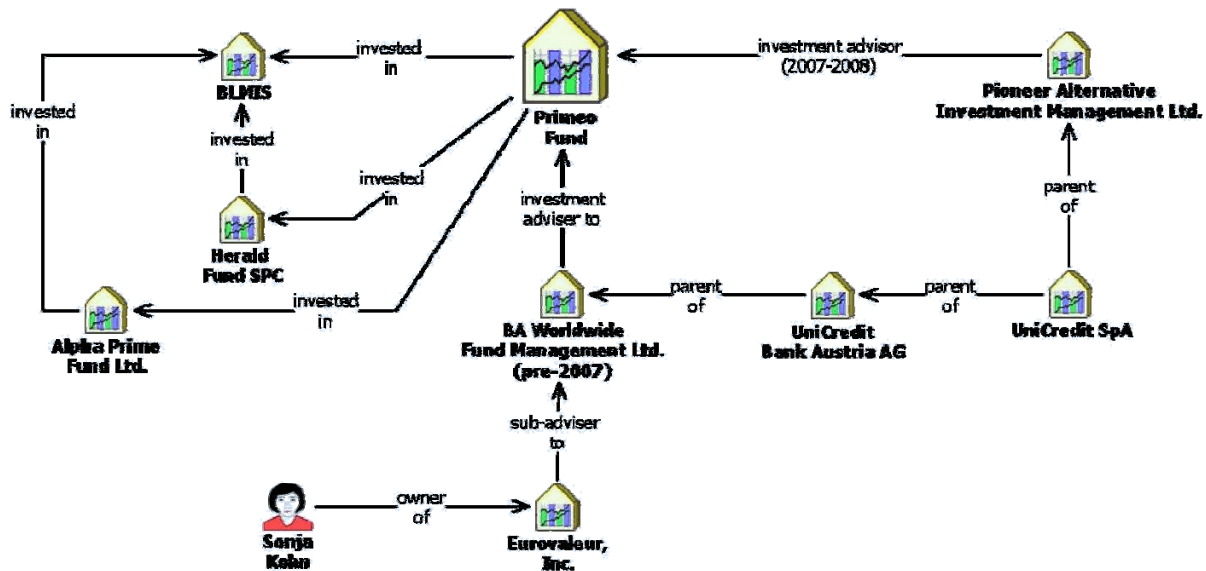 invested
in
investment advisor
(2007-2008)
BLMIS
Primeo
Fund
Pioneer Alternative
Investment Management Ltd.
invested
in
invested
in
invested
in
investment
adviser to
parent
of
Herald
Fund SPC
invested
in
parent
of
parent
of
Alpha Prime
Fund Ltd.
BA Worldwide
Fund Management Ltd.
(pre-2007)
UniCredit
Bank Austria AG
UniCredit SpA
sub-adviser
to
owner
of
Sonja
Kohn
Eurovaleur,
Inc.